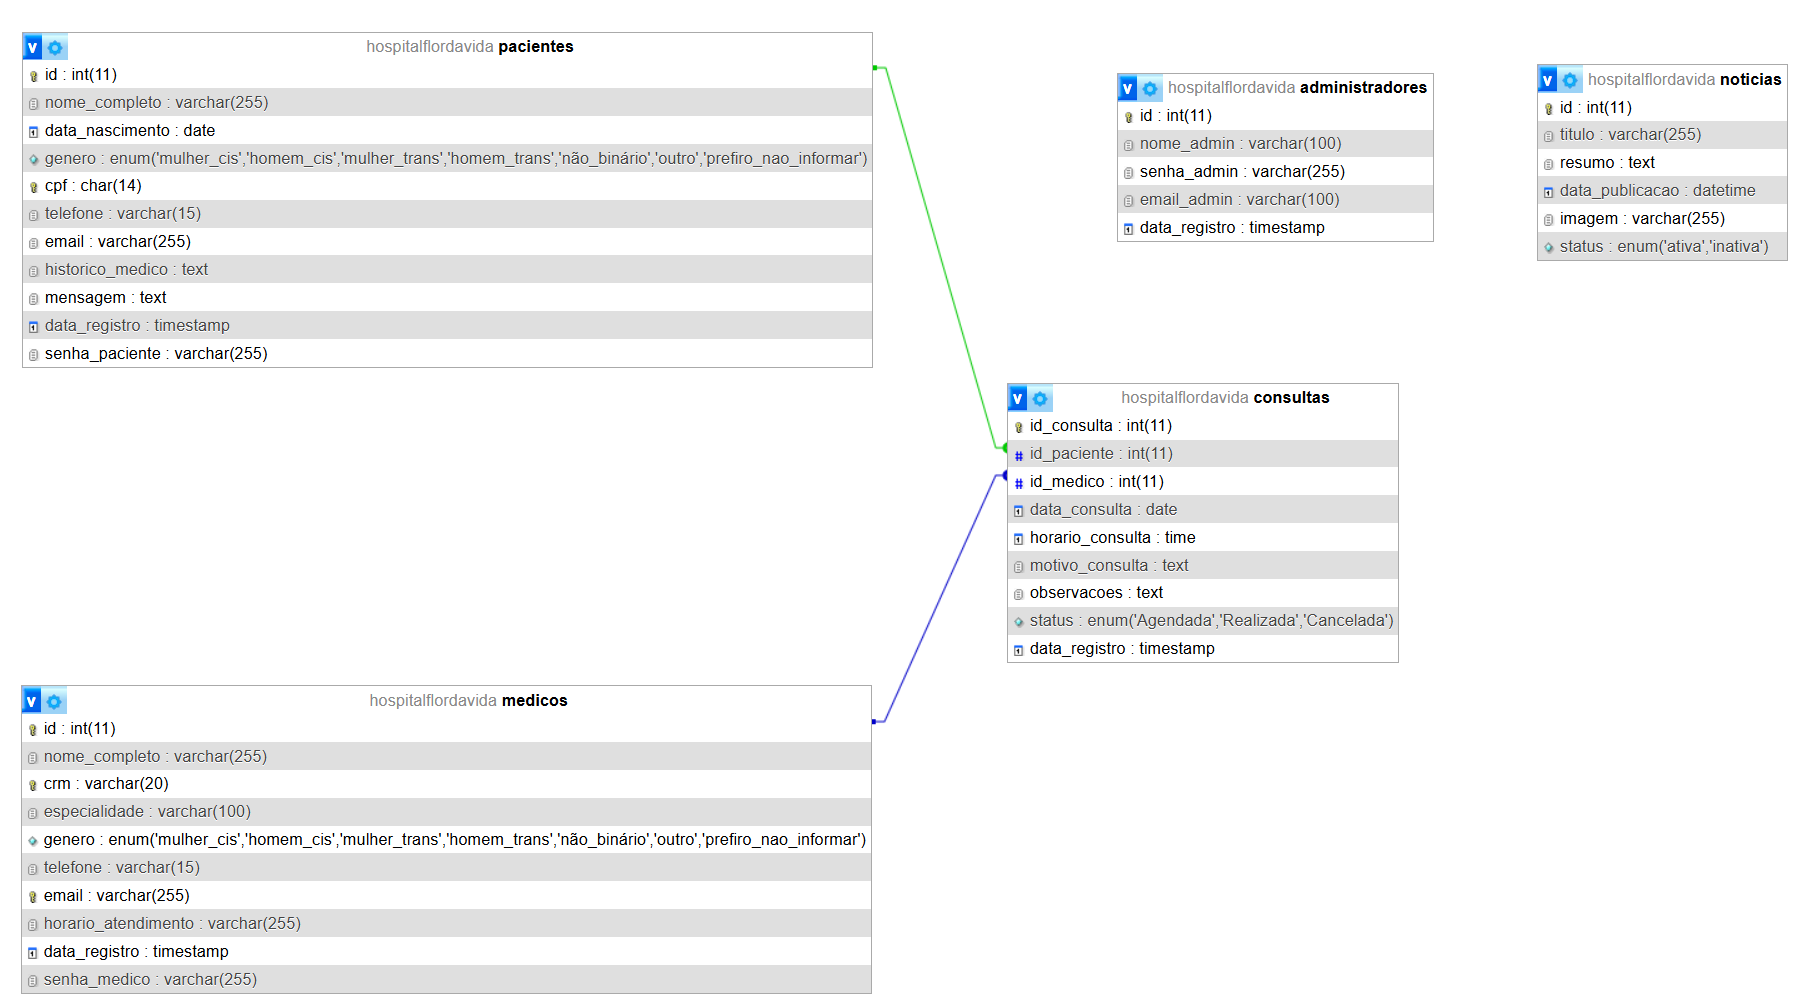 v hospitalflordavida pacientes
id : int(11)
nome_completo : varchar(255)
data_nascimento : date
genero : enum('mulher_cis','homem_cis','mulher_trans','homem_trans','não_binário','outro','prefiro_nao_informar')
cpf : char(14)
telefone : varchar(15)
email : varchar(255)
historico_medico : text
mensagem : text
data_registro : timestamp
senha_paciente : varchar(255)
v hospitalflordavida administradores
id : int(11)
nome_admin : varchar(100)
senha_admin : varchar(255)
email_admin : varchar(100)
data_registro : timestamp
v hospitalflordavida noticias
id : int(11)
titulo : varchar(255)
resumo : text
data_publicacao : datetime
imagem : varchar(255)
status : enum('ativa','inativa')
v hospitalflordavida consultas
id_consulta : int(11)
# id_paciente : int(11)
# id_medico : int(11)
data_consulta : date
horario_consulta : time
motivo_consulta : text
observacoes : text
status : enum('Agendada','Realizada','Cancelada')
data_registro : timestamp
v hospitalflordavida medicos
id : int(11)
nome_completo : varchar(255)
crm : varchar(20)
especialidade : varchar(100)
genero : enum('mulher_cis','homem_cis','mulher_trans','homem_trans','não_binário','outro','prefiro_nao_informar')
telefone : varchar(15)
email : varchar(255)
horario_atendimento : varchar(255)
data_registro : timestamp
senha_medico : varchar(255)